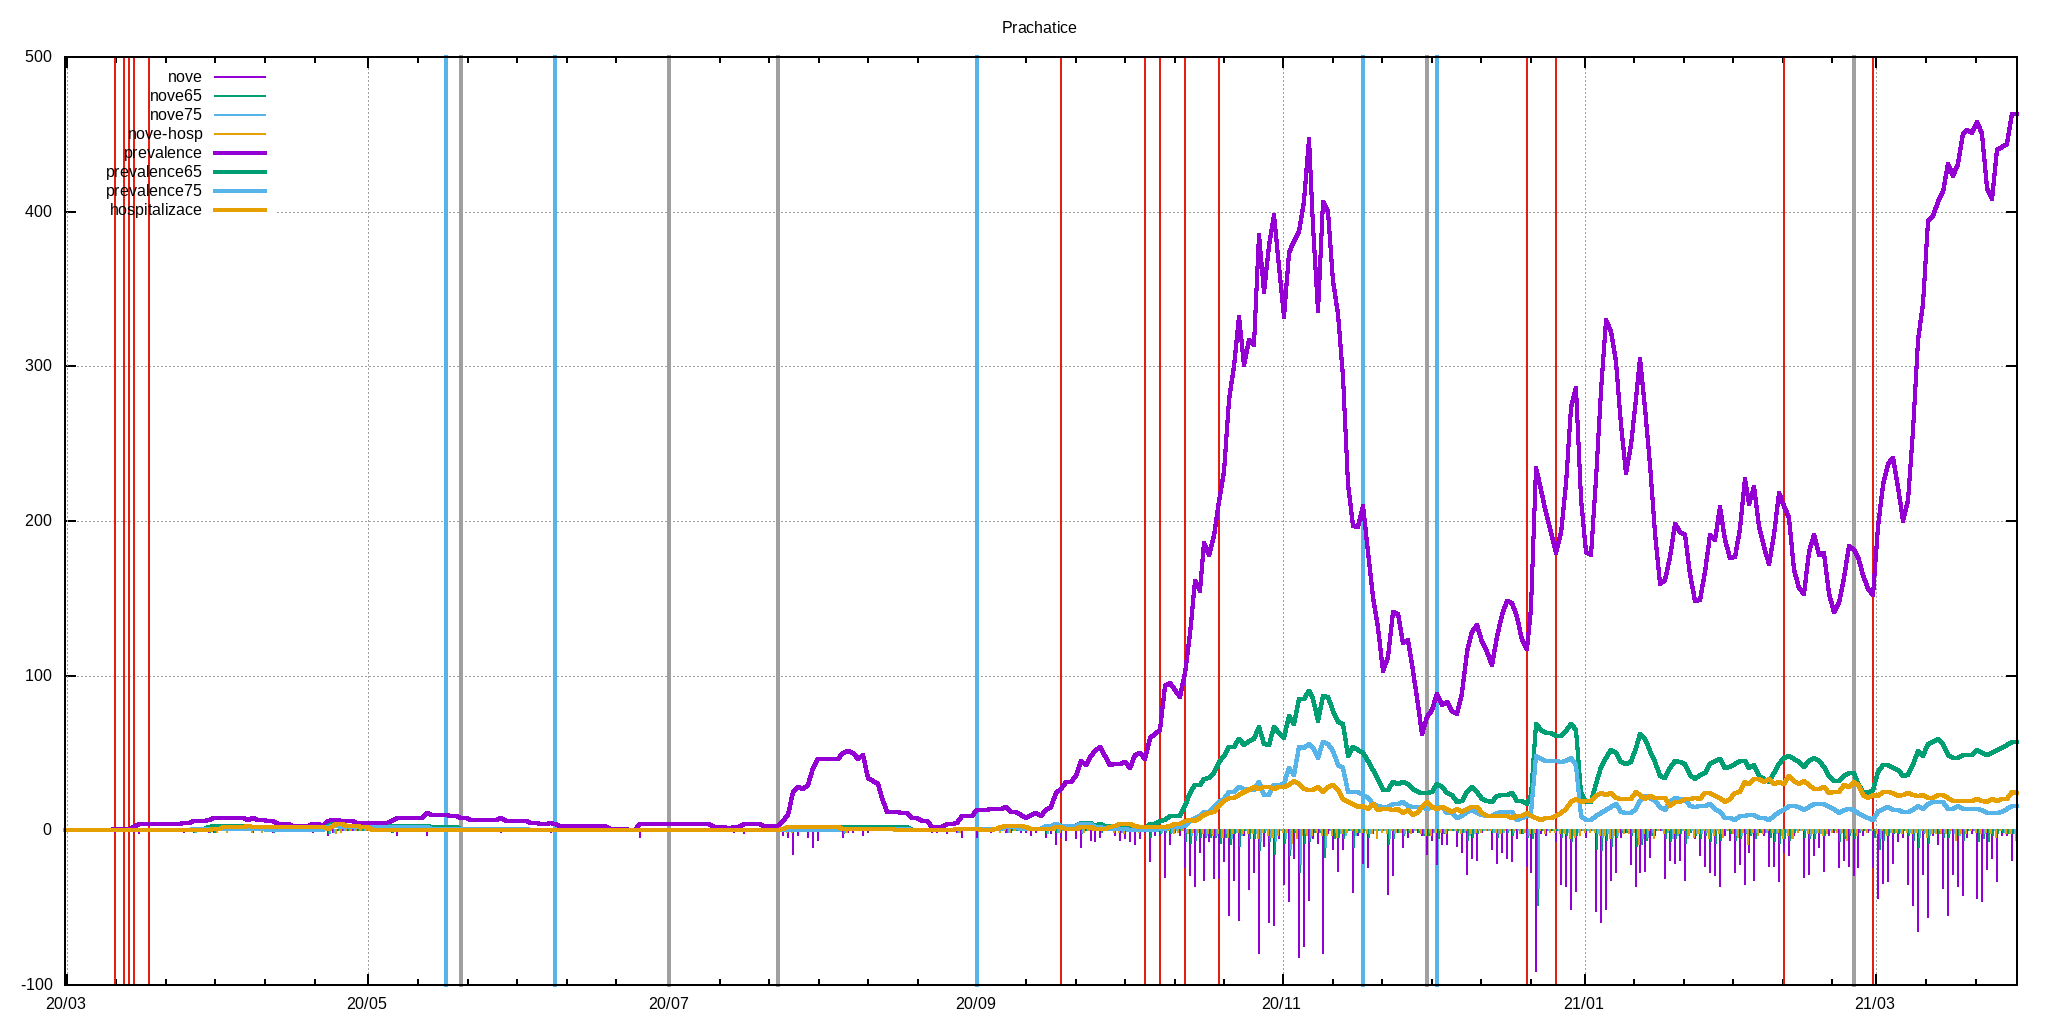 Prachatice
500
nove
nove65
nove75
nove-hosp
prevalence
prevalence65
prevalence75
hospitalizace
400
300
200
100
0
-100
20/03 20/05 20/07 20/09 20/11 21/01 21/03